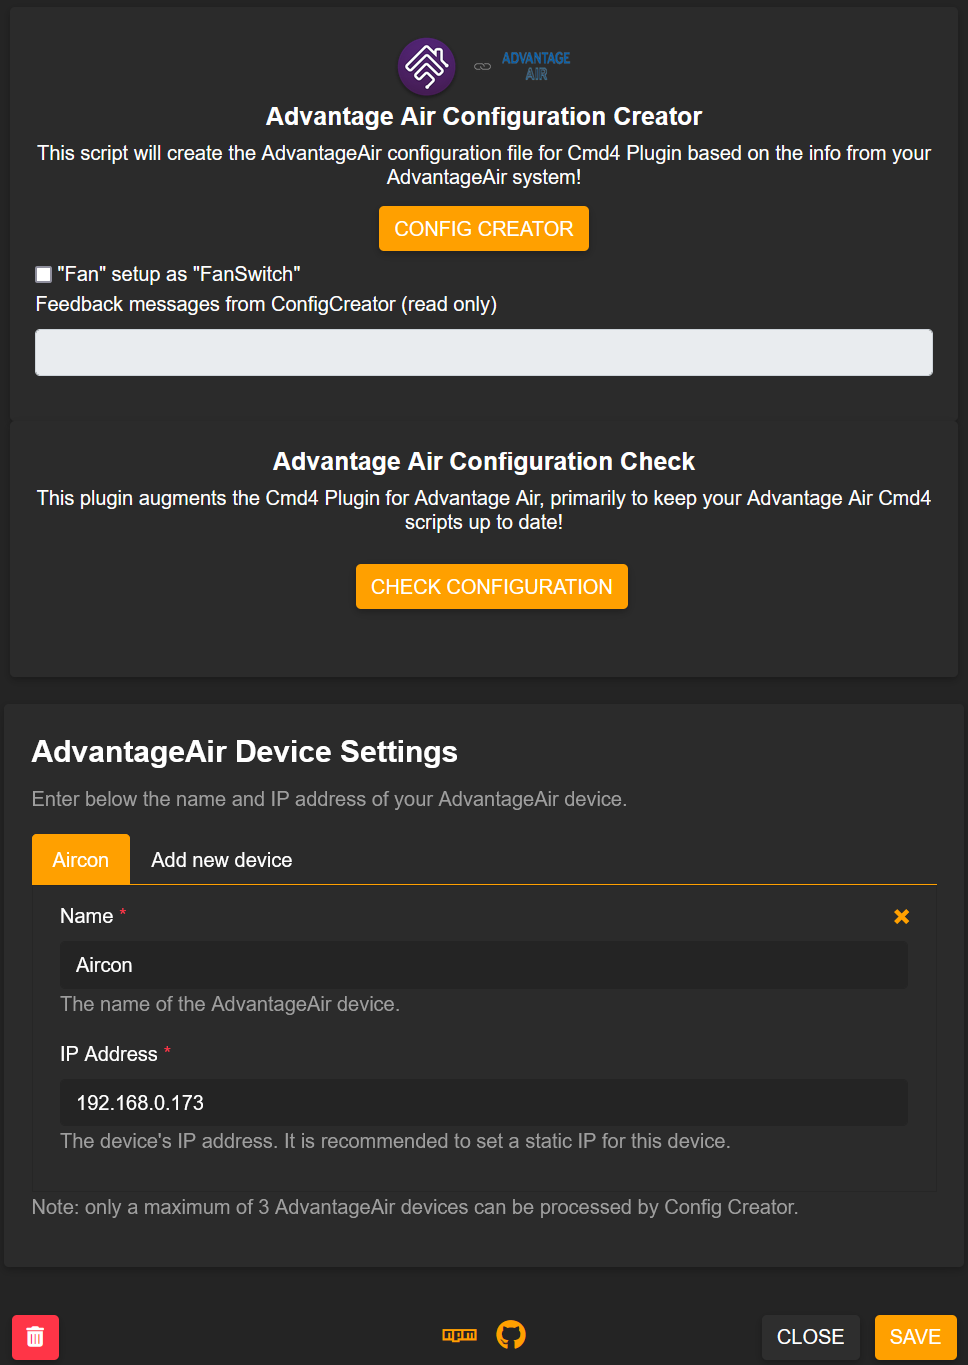 ADVANTAGE
AIR
Advantage Air Configuration Creator
This script will create the AdvantageAir configuration file for Cmd4 Plugin based on the info from your
AdvantageAir system!
CONFIG CREATOR
"Fan" setup as "FanSwitch"
Feedback messages from ConfigCreator (read only)
Advantage Air Configuration Check
This plugin augments the Cmd4 Plugin for Advantage Air, primarily to keep your Advantage Air Cmd4
scripts up to date!
CHECK CONFIGURATION
AdvantageAir Device Settings
Enter below the name and IP address of your AdvantageAir device.
Aircon Add new device
Name *
Aircon
The name of the AdvantageAir device.
IP Address *
192.168.0.173
The device's IP address. It is recommended to set a static IP for this device.
Note: only a maximum of 3 AdvantageAir devices can be processed by Config Creator.
npm CLOSE SAVE